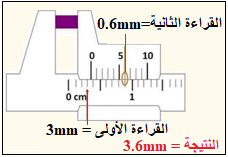 القراءة الثانية=0.6mm
0 5 10
0 cm 1
القراءة الأولى = 3mm
النتيجة = 3.6mm